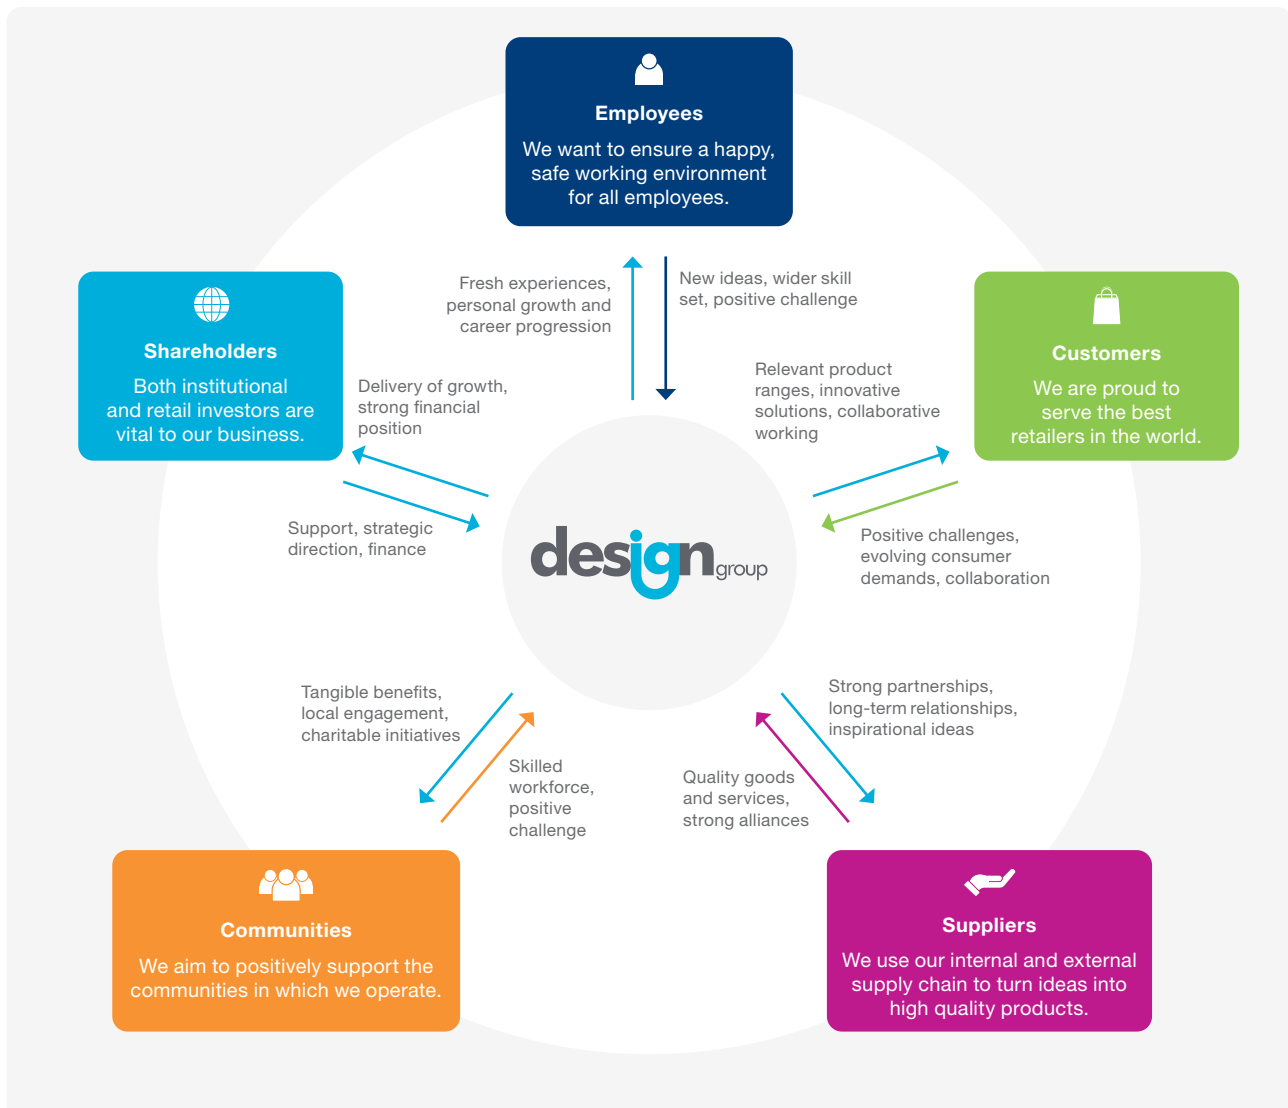 Employees
We want to ensure a happy,
safe working environment
for all employees.
Fresh experiences,
personal growth and
career progression
New ideas, wider skill
set, positive challenge
Shareholders
Both institutional
and retail investors are
vital to our business.
Delivery of growth,
strong financial
position
Support, strategic
direction, finance
Relevant product
ranges, innovative
solutions, collaborative
working
Customers
We are proud to
serve the best
retailers in the world.
Positive challenges,
evolving consumer
demands, collaboration
design group
Tangible benefits,
local engagement,
charitable initiatives
Skilled
workforce,
positive
challenge
Strong partnerships,
long-term relationships,
inspirational ideas
Quality goods
and services,
strong alliances
Communities
We aim to positively support the
communities in which we operate.
Suppliers
We use our internal and external
supply chain to turn ideas into
high quality products.